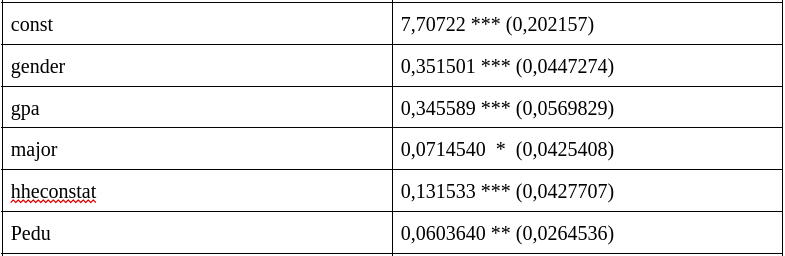 const 7,70722 *** (0,202157)
gender 0,351501 *** (0,0447274)
gpa 0,345589 *** (0,0569829)
major 0,0714540 * (0,0425408)
hheconstat 0,131533 *** (0,0427707)
Pedu 0,0603640 ** (0,0264536)